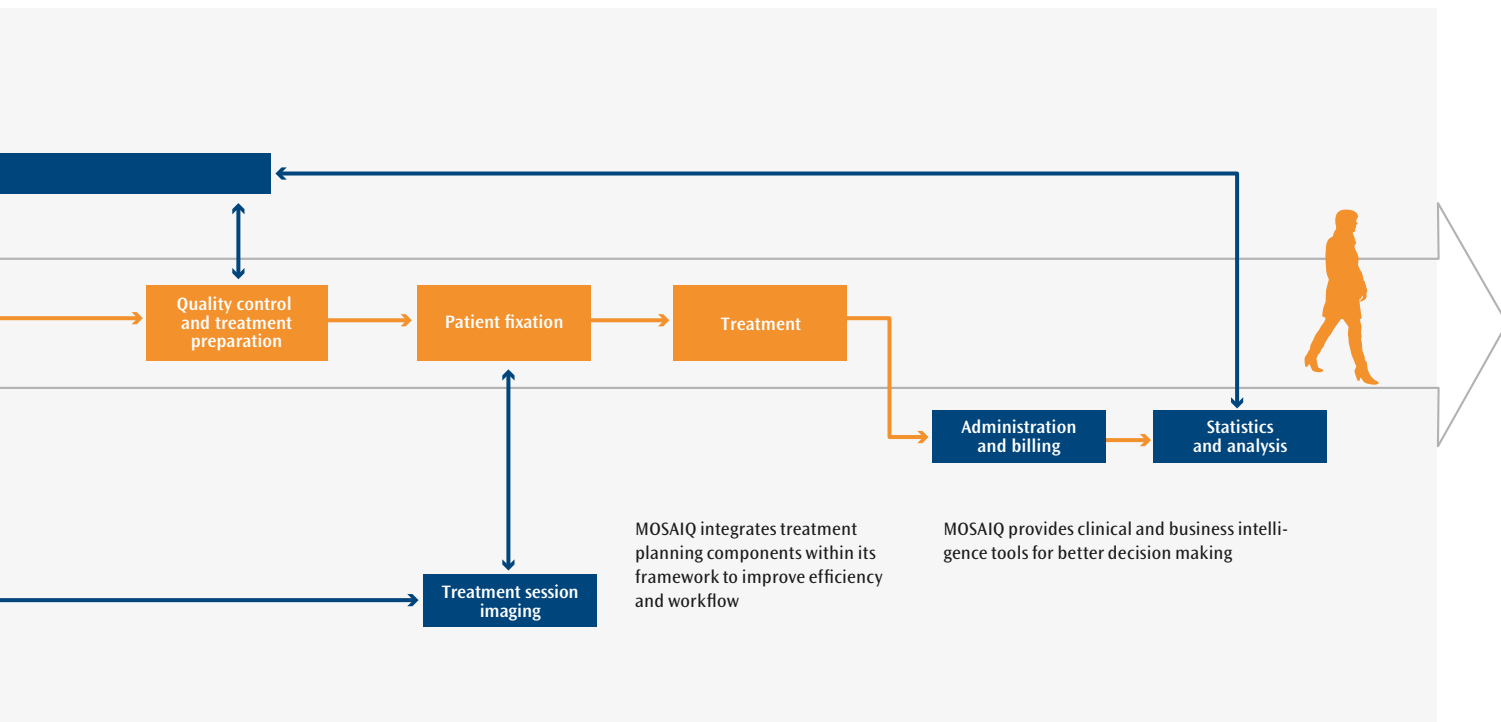 Quality control
and treatment
preparation
Patient fixation
Treatment
Administration
and billing
Statistics
and analysis
MOSAIQ integrates treatment
planning components within its
framework to improve efficiency
and workflow
MOSAIQ provides clinical and business intelli-
gence tools for better decision making
Treatment session
imaging